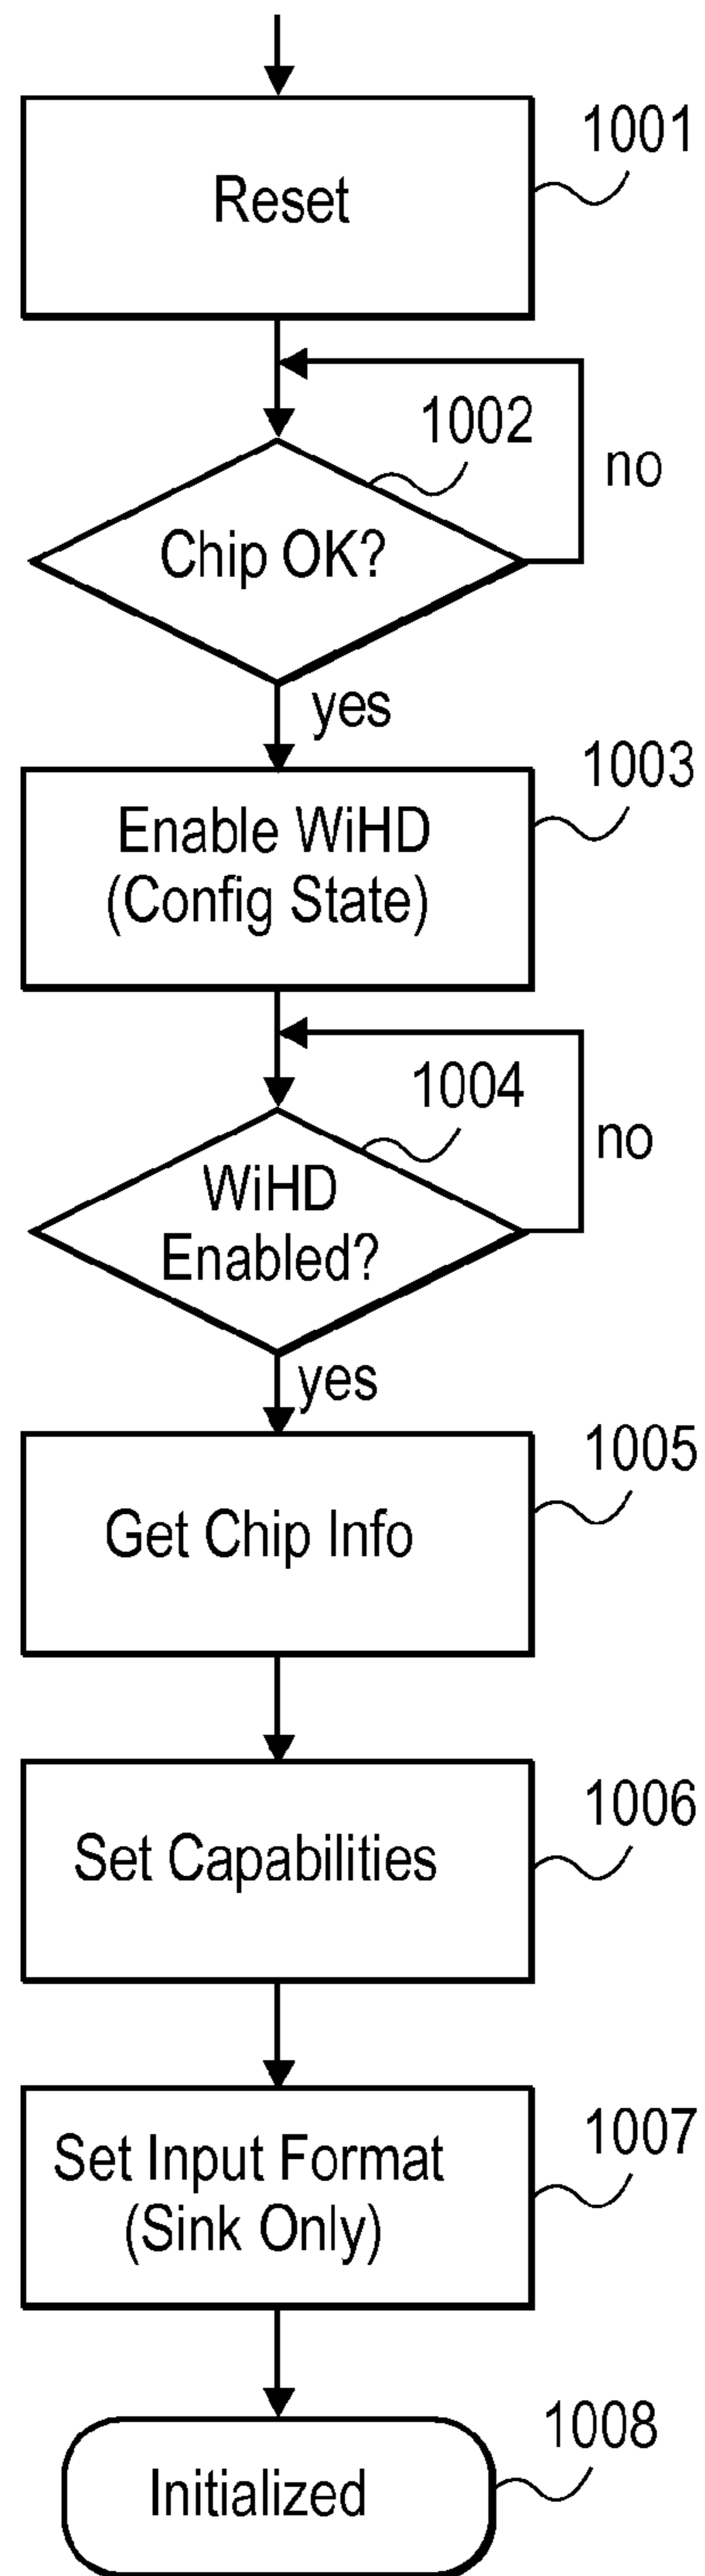 1001
Reset
1002
no
Chip OK?
yes
1003
Enable WiHD
(Config State)
1004
no
WiHD
Enabled?
yes
1005
Get Chip Info
1006
Set Capabilities
1007
Set Input Format
(Sink Only)
1008
Initialized